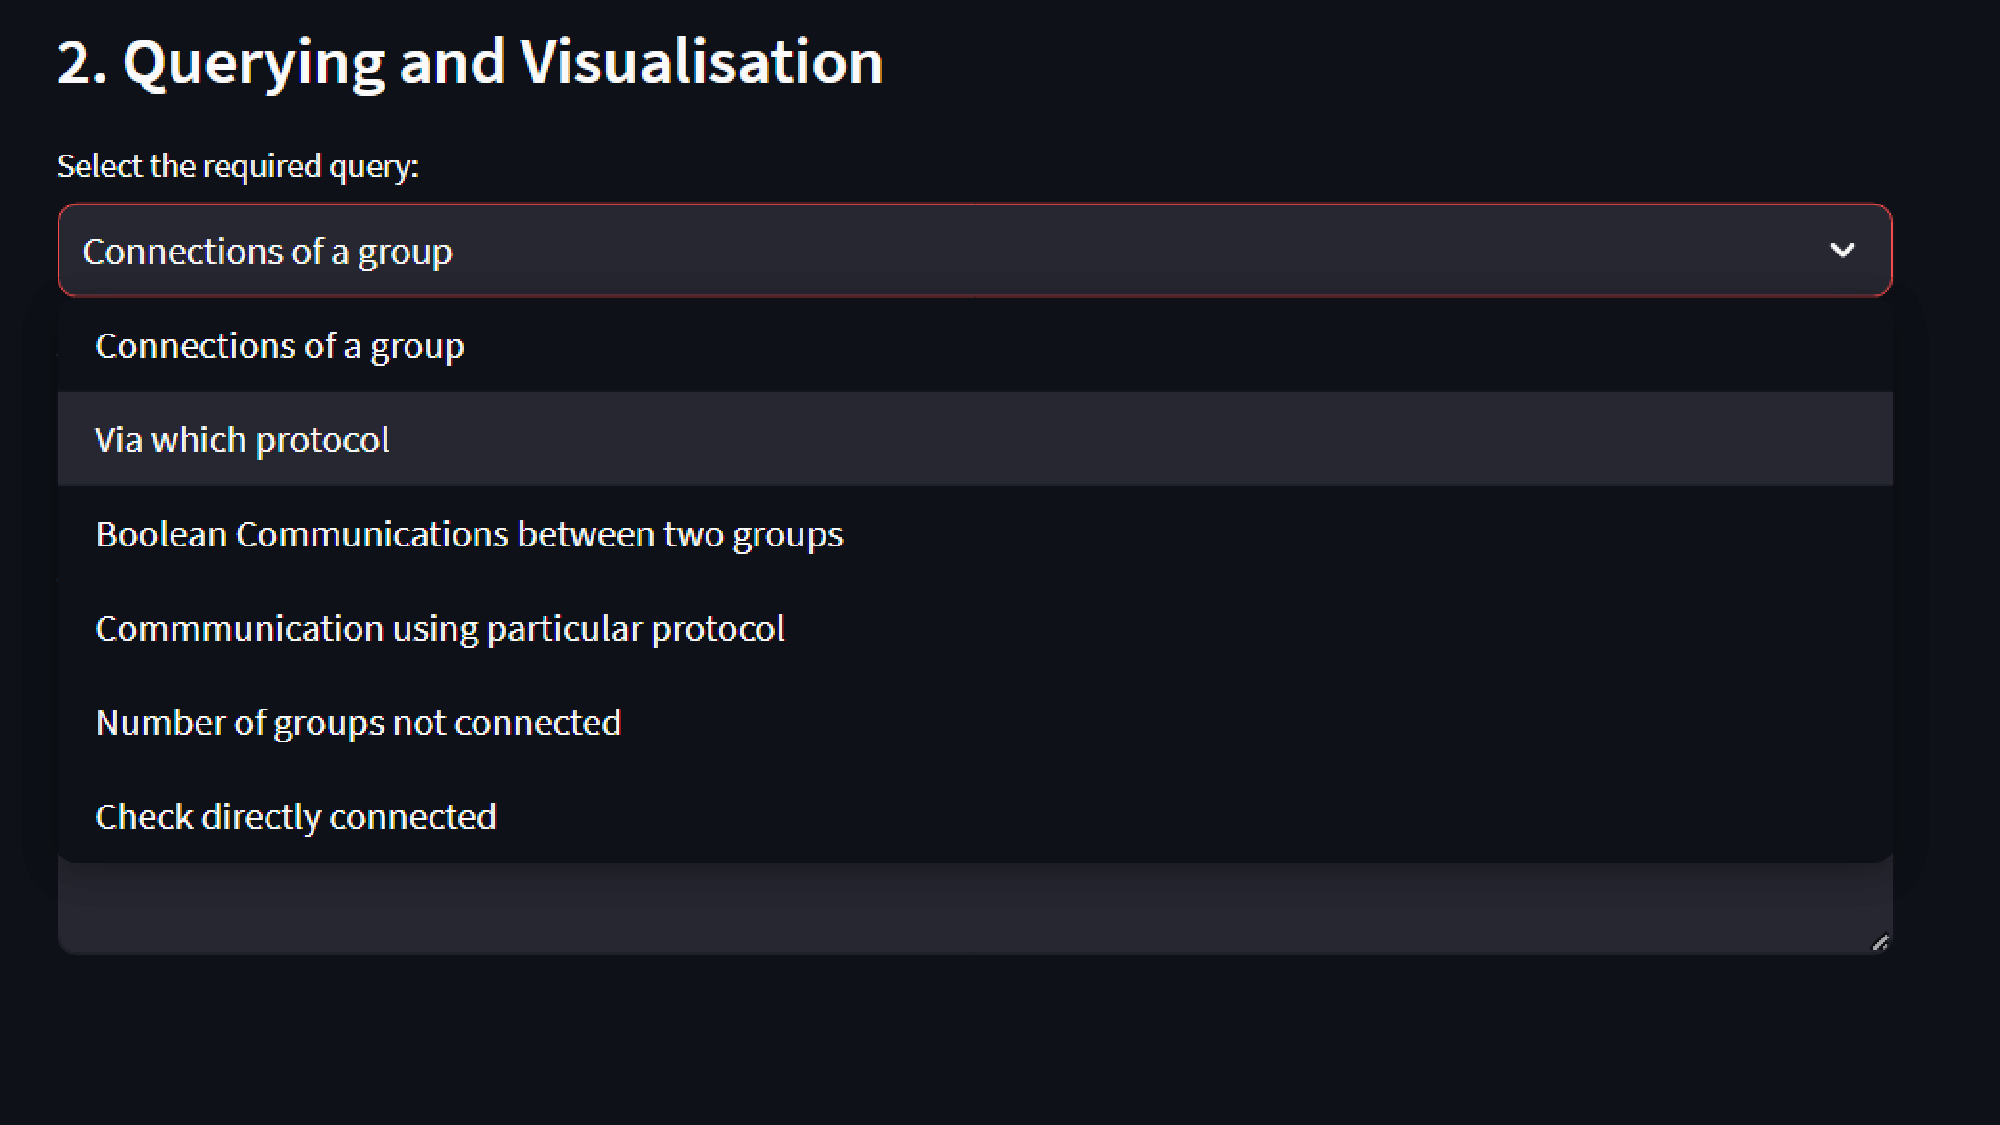 2. Querying and Visualisation
Select the required query:
Connections of a group
Connections of a group
Via which protocol
Boolean Communications between two groups
Commmunication using particular protocol
Number of groups not connected
Check directly connected